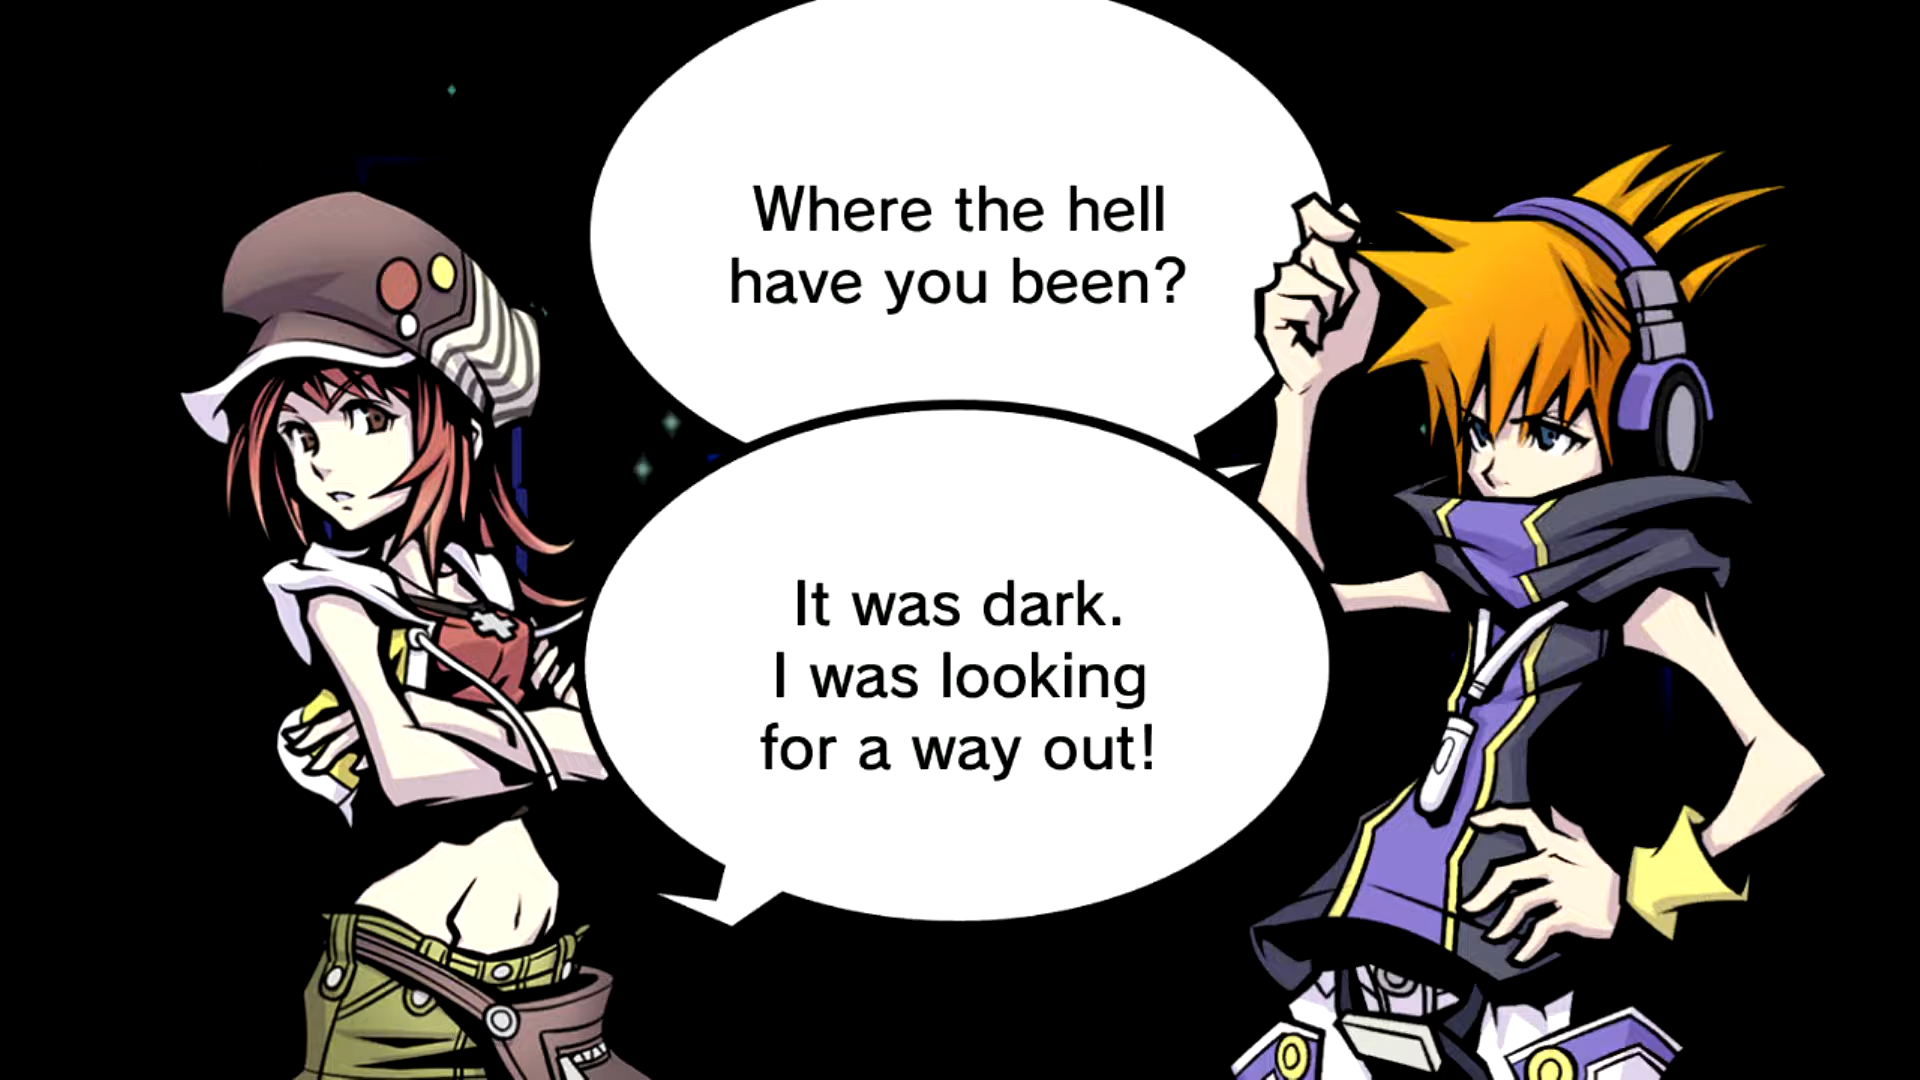 Where the hell
have you been?
It was dark.
I was looking
for a way out!